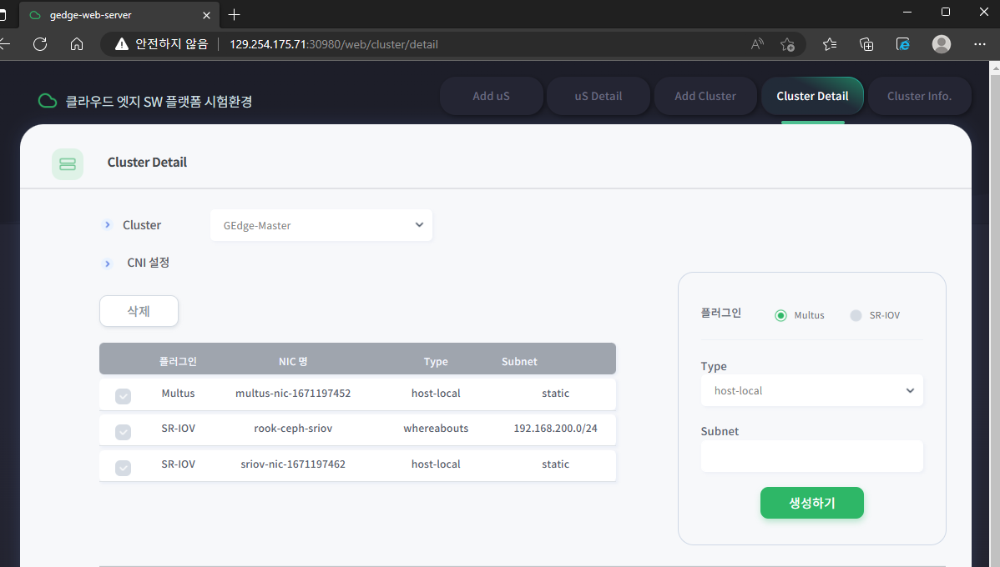 gedge-web-server
안전하지 않음 129.254.175.71:30980/web/cluster/detail
클라우드 엣지 SW 플랫폼 시험환경
Add uS
uS Detail
Add Cluster
Cluster Detail
Cluster Info.
Cluster Detail
Cluster
GEdge-Master
CNI 설정
삭제
플러그인 NIC 명 Type Subnet
Multus multus-nic-1671197452 host-local static
SR-IOV rook-ceph-sriov whereabouts 192.168.200.0/24
SR-IOV sriov-nic-1671197462 host-local static
플러그인 Multus SR-IOV
Type
host-local
Subnet
생성하기